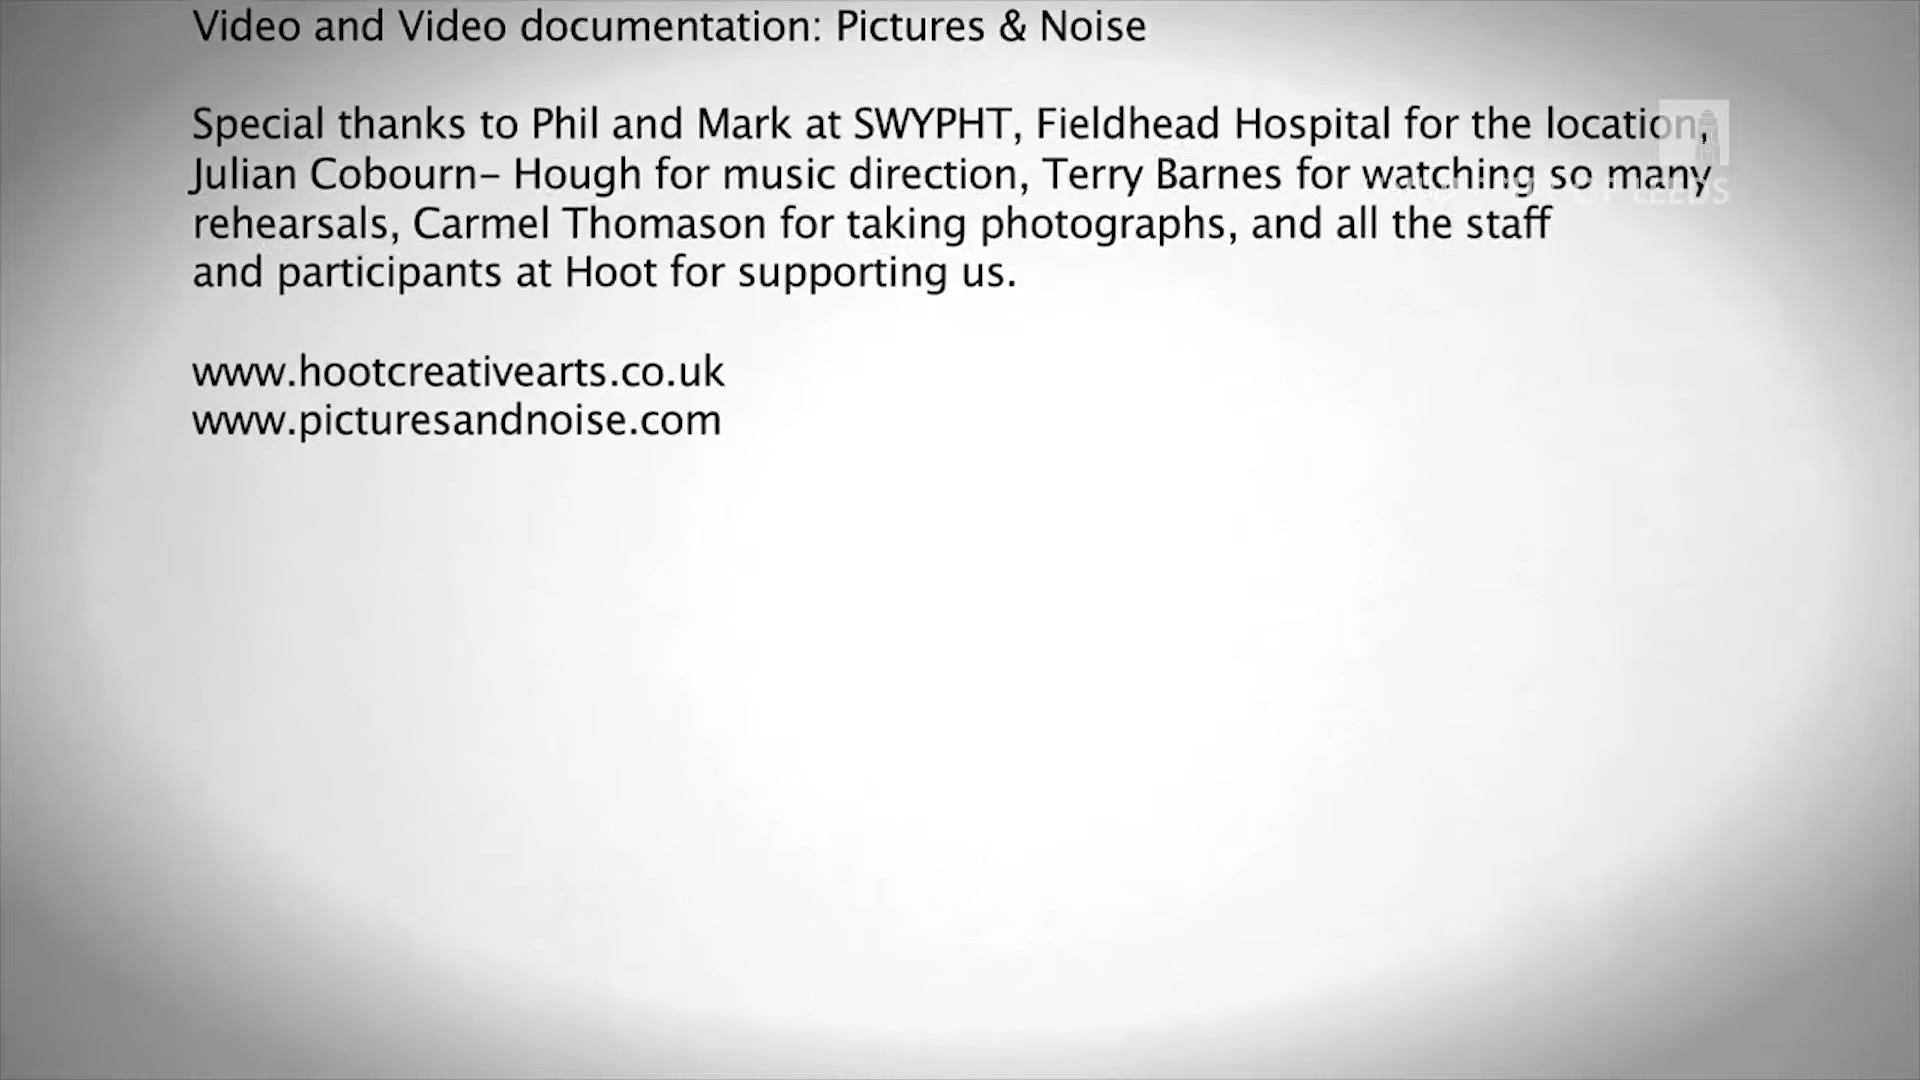 Video and Video documentation: Pictures & Noise
Special thanks to Phil and Mark at SWYPHT, Fieldhead Hospital for the location,
Julian Cobourn- Hough for music direction, Terry Barnes for watching so many
rehearsals, Carmel Thomason for taking photographs, and all the staff
and participants at Hoot for supporting us.
www.hootcreativearts.co.uk
www.picturesandnoise.com
OF LEEDS